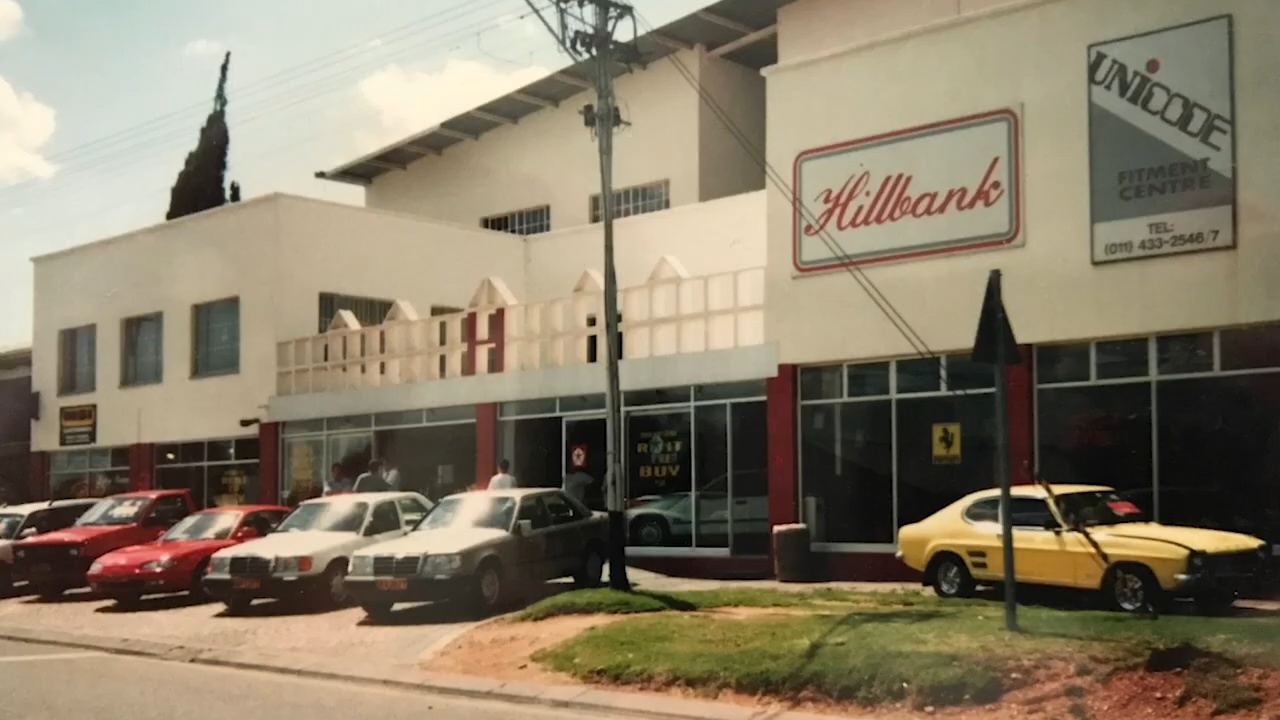 Hillbank
UNICODE
FITMENT
CENTRE
TEL:
(011) 433-2546/7
H
BUY